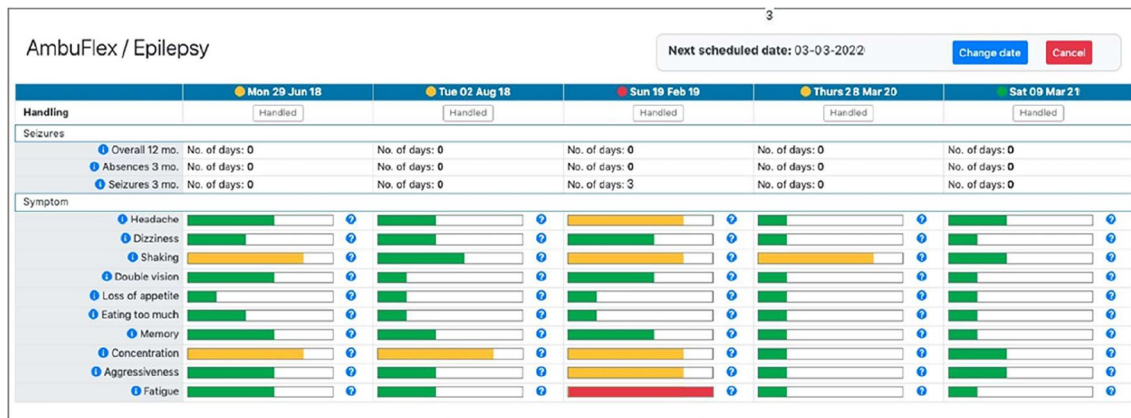 3
AmbuFlex / Epilepsy
Next scheduled date: 03-03-2022 Change date Cancel
Mon 29 Jun 18 Tue 02 Aug 18 Sun 19 Feb 19 Thurs 28 Mar 20 Sat 09 Mar 21
Handling Handled Handled Handled Handled Handled
Seizures
Overall 12 mo. No. of days: 0 No. of days: 0 No. of days: 0 No. of days: 0 No. of days: 0
Absences 3 mo. No. of days: 0 No. of days: 0 No. of days: 0 No. of days: 0 No. of days: 0
Seizures 3 mo. No. of days: 0 No. of days: 0 No. of days: 3 No. of days: 0 No. of days: 0
Symptom
Headache
Dizziness
Shaking
Double vision
Loss of appetite
Eating too much
Memory
Concentration
Aggressiveness
Fatigue